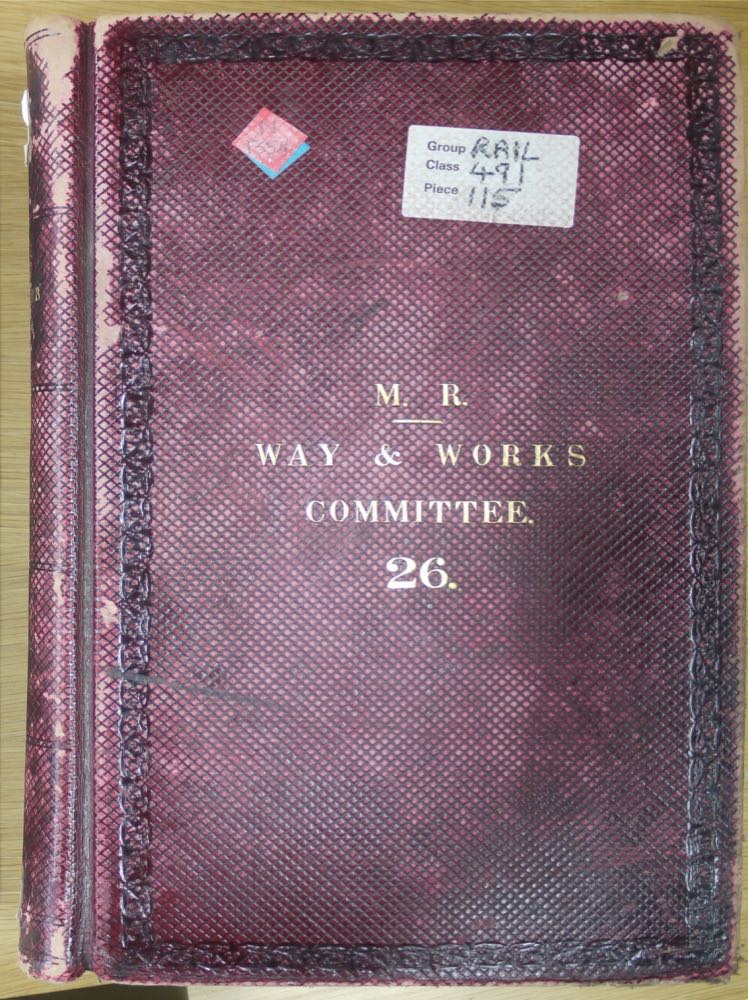 Group RAIL
Class 491
Piece 115
M. R.
WAY & WORKS
COMMITTEE.
26.